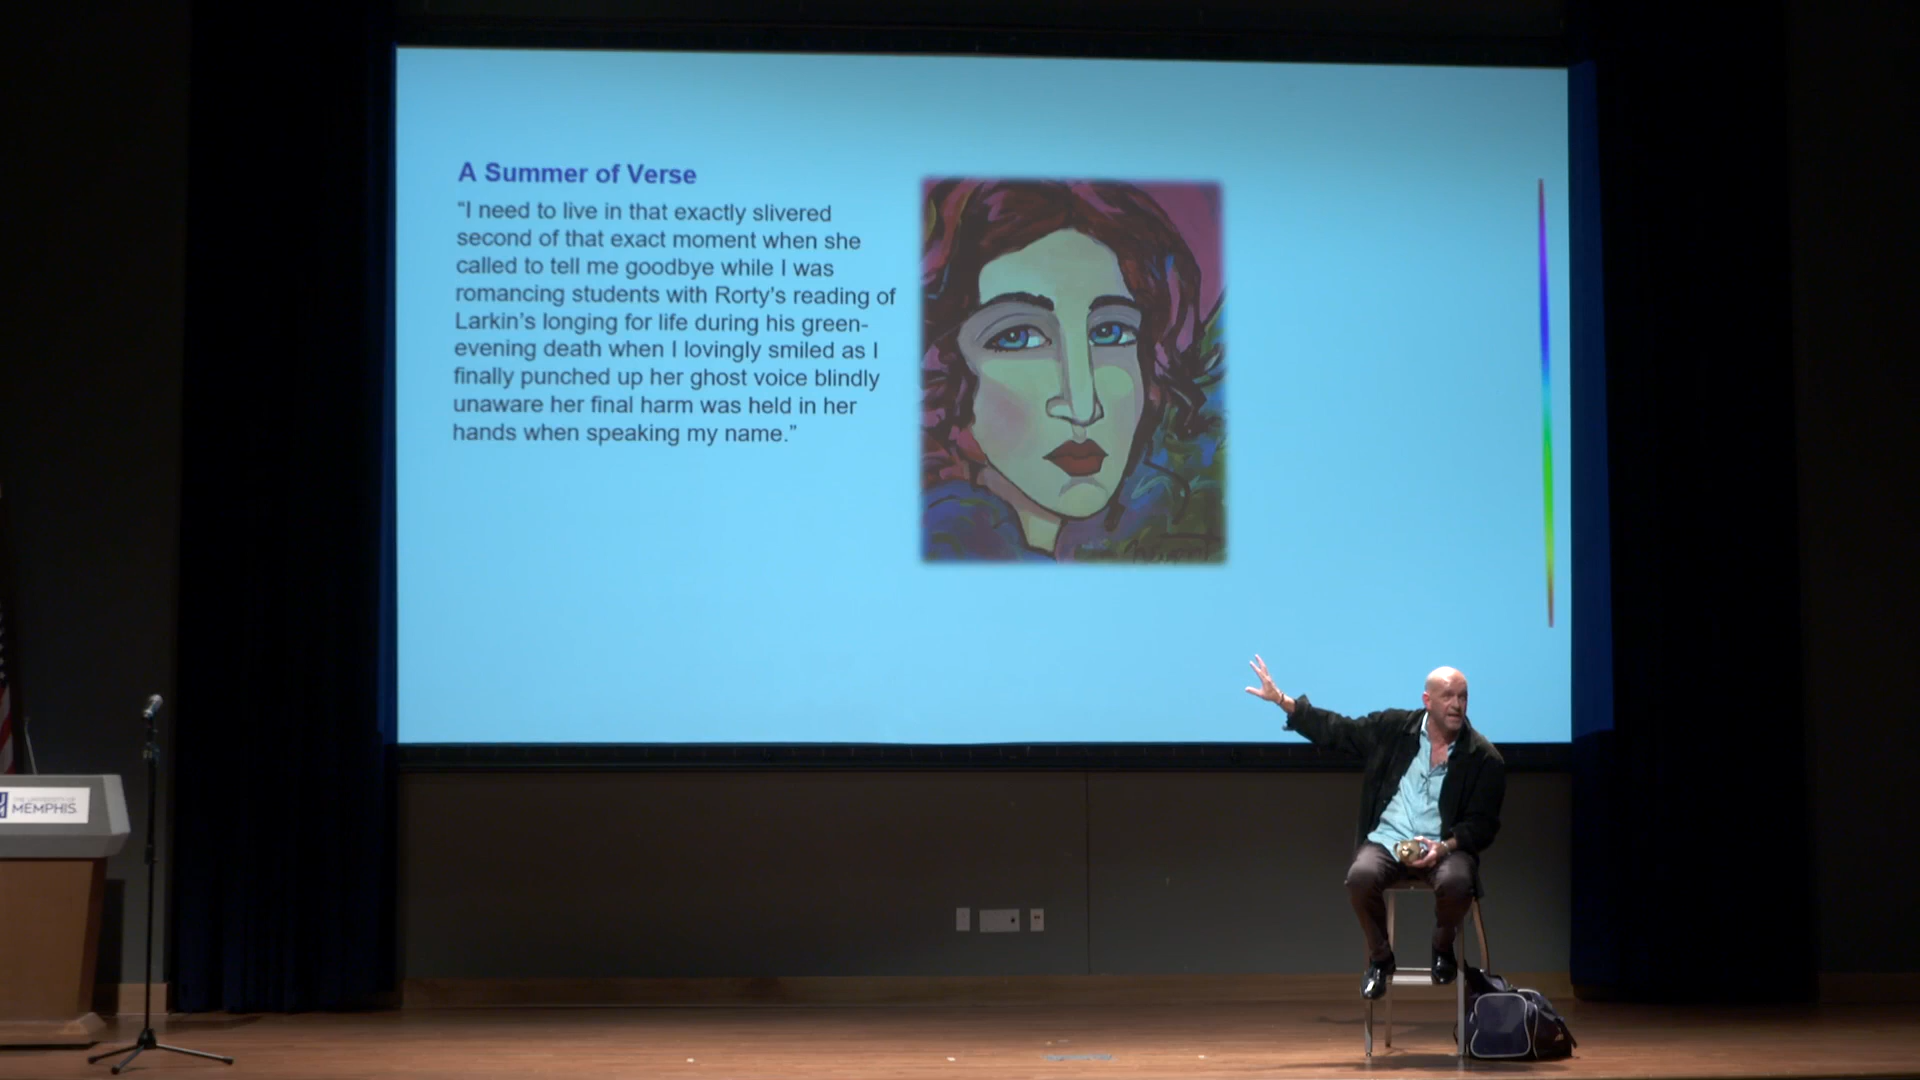 A Summer of Verse
“I need to live in that exactly slivered
second of that exact moment when she
called to tell me goodbye while I was
romancing students with Rorty’s reading of
Larkin’s longing for life during his green-
evening death when I lovingly smiled as I
finally punched up her ghost voice blindly
unaware her final harm was held in her
hands when speaking my name.”
THE UNIVERSITY OF
MEMPHIS.